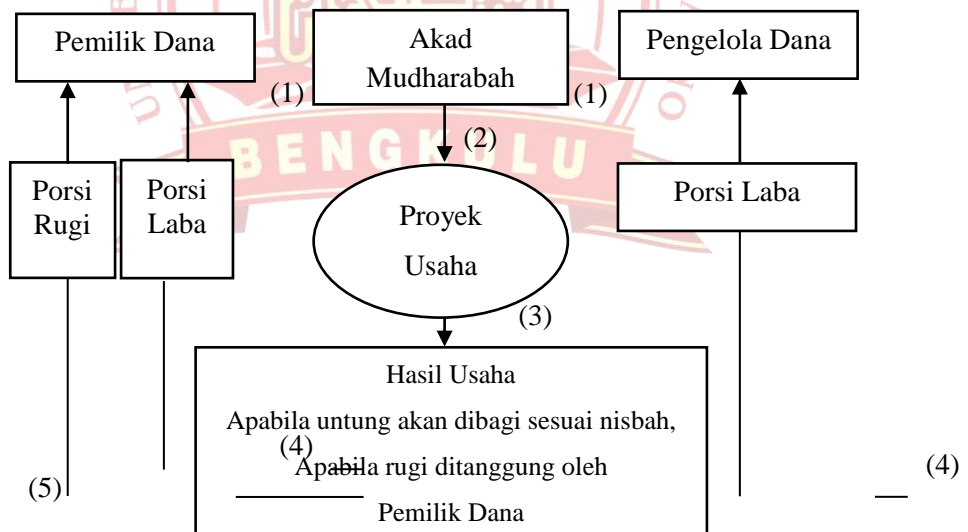 Pemilik Dana
Akad
Mudharabah
Pengelola Dana
(1)
(1)
(2)
BENGKULU
Porsi
Rugi
Porsi
Laba
Proyek
Usaha
Porsi Laba
(3)
Hasil Usaha
Apabila untung akan dibagi sesuai nisbah,
(4)
Apabila rugi ditanggung oleh
(4)
(5)
Pemilik Dana